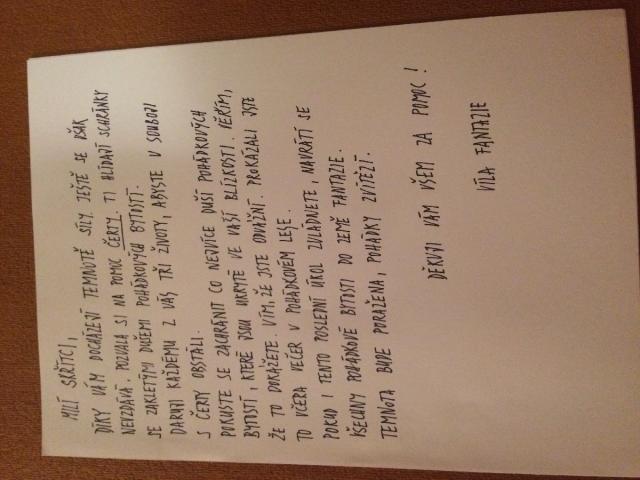 MILÍ SKŘÍTCI,
DÍKY VÁM DOCHÁZEJÍ TEMNOTĚ SÍLY. JEŠTĚ SE VŠAK
NEVZDÁVÁ. POZVALA SI NA POMOC ČERTY. TI HLÍDAJÍ SCHRÁNKY
SE ZAKLETÝMI DUŠEMI POHÁDKOVÝCH BYTOSTÍ.
DARUJI KAŽDÉMU Z VÁS TŘI ŽIVOTY, ABYSTE V SOUBOJI
S ČERTY OBSTÁLI.
POKUSTE SE ZACHRÁNIT CO NEJVÍCE DUŠÍ POHÁDKOVÝCH
BYTOSTÍ, KTERÉ JSOU UKRYTÉ VE VAŠÍ BLÍZKOSTI. VĚŘÍM,
ŽE TO DOKÁŽETE. VÍM, ŽE JSTE ODVÁŽNÍ. PROKÁZALI JSTE
TO VČERA VEČER V POHÁDKOVÉM LESE.
POKUD I TENTO POSLEDNÍ ÚKOL ZVLÁDNETE, NAVRÁTÍ SE
VŠECHNY POHÁDKOVÉ BYTOSTI DO ZEMĚ FANTAZIE.
TEMNOTA BUDE PORAŽENA, POHÁDKY ZVÍTĚZÍ.
DĚKUJI VÁM VŠEM ZA POMOC!
VÍLA FANTAZIE